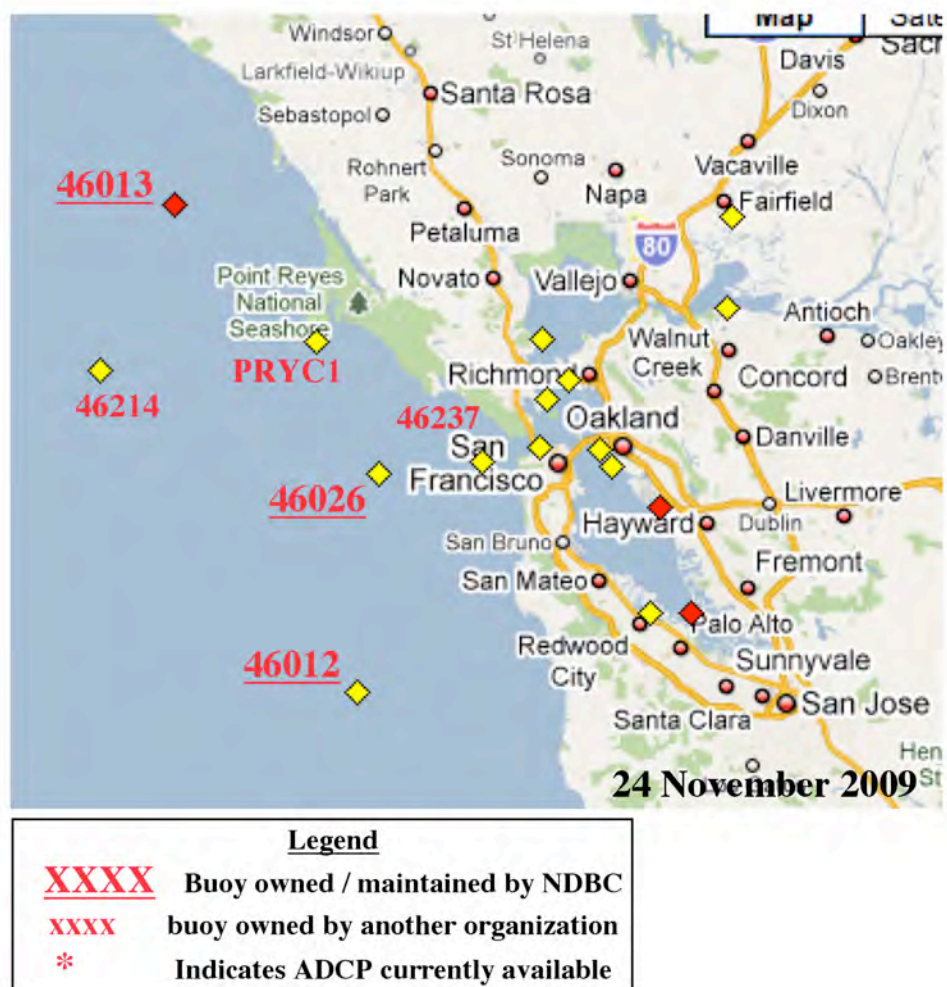 Map
Windsor
St Helena
Larkfield-Wikiup
Davis
Santa Rosa
Dixon
Sebastopol
Rohnert
Park
Sonoma
Napa
Vacaville
46013
Fairfield
80
Petaluma
Point Reyes
National
Seashore
Novato
Vallejo
Antioch
Walnut
Creek
Oakley
PRYC1
Richmond
Concord
46214
46237
Oakland
San
Francisco
Danville
46026
Livermore
Hayward
Dublin
San Bruno
Fremont
San Mateo
Palo Alto
Redwood
City
46012
Sunnyvale
San Jose
Santa Clara
24 November 2009
Legend
XXXX Buoy owned / maintained by NDBC
xxxx buoy owned by another organization
* Indicates ADCP currently available